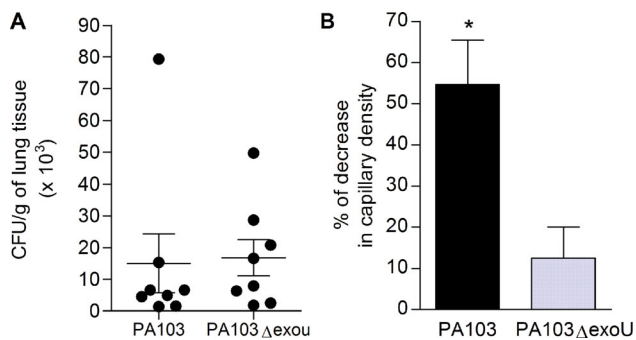 A
CFU/g of lung tissue
(x 10³)
90
80
70
60
50
40
30
20
10
0
PA103
PA103 Δexou
B
% of decrease
in capillary density
70
60
50
40
30
20
10
0
*
PA103
PA103ΔexoU